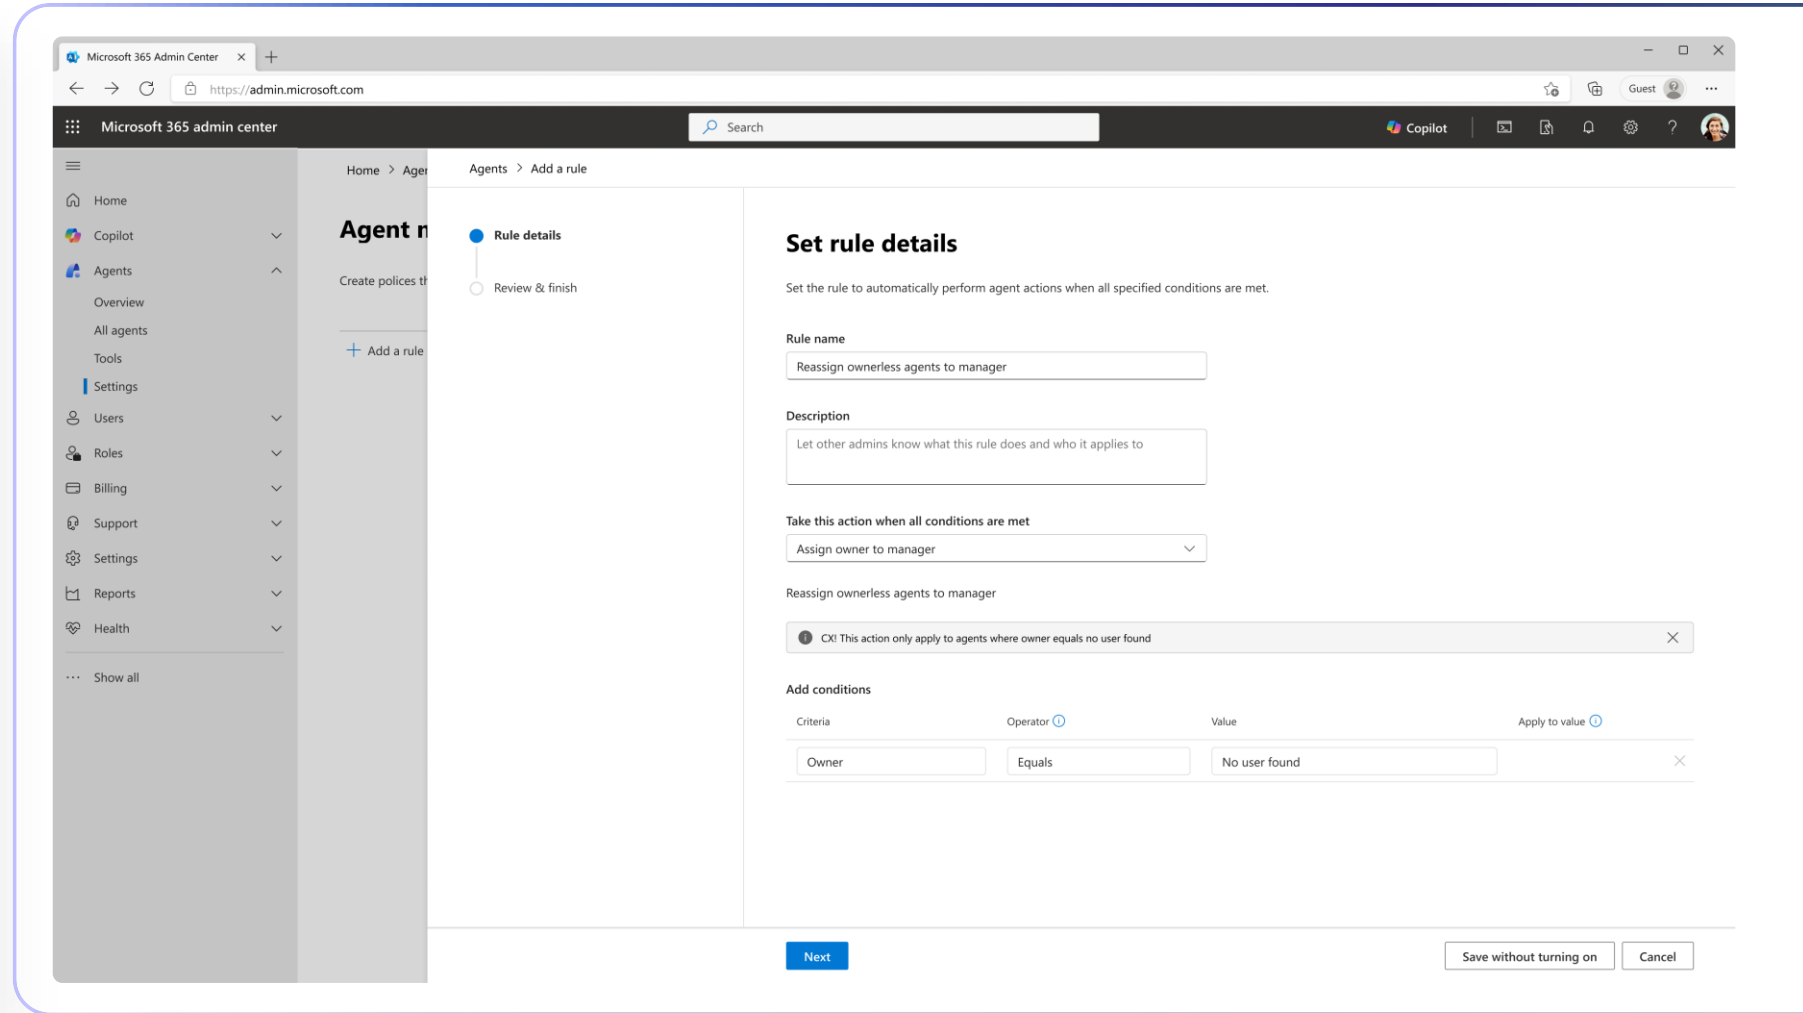 Microsoft 365 Admin Center
https://admin.microsoft.com
Guest
Microsoft 365 admin center
Search
Copilot
Home > Agen
Agents > Add a rule
Home
Copilot
Agents
Overview
All agents
Tools
Settings
Users
Roles
Billing
Support
Settings
Reports
Health
Show all
Agent n
Create polices th
Add a rule
Rule details
Review & finish
Set rule details
Set the rule to automatically perform agent actions when all specified conditions are met.
Rule name
Reassign ownerless agents to manager
Description
Let other admins know what this rule does and who it applies to
Take this action when all conditions are met
Assign owner to manager
Reassign ownerless agents to manager
CX! This action only apply to agents where owner equals no user found
Add conditions
Criteria Operator Value Apply to value
Owner Equals No user found
Next
Save without turning on
Cancel